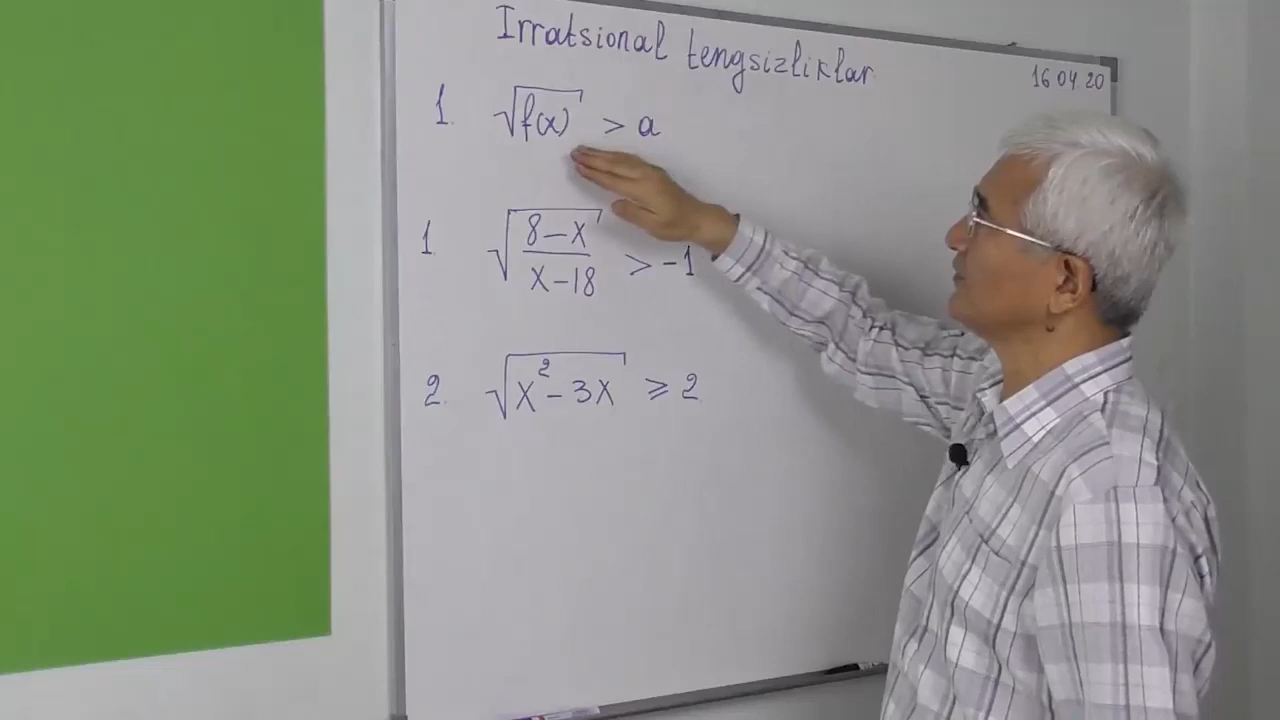 Irratsional tengsizliklar
16 04 20
1. √f(x) > a
1. √((8-x)/(x-18)) > -1
2. √(x²-3x) ⩾ 2